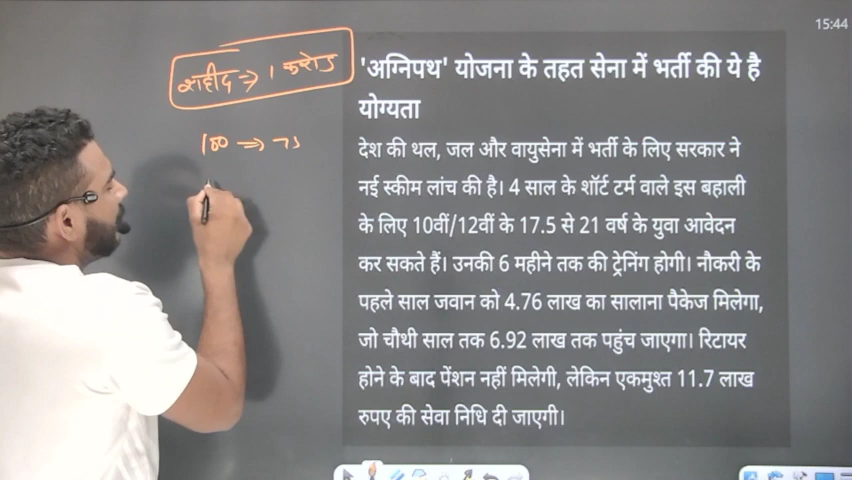 15:44
शहीद ⇒ 1 करोड़
100 ⇒ 75
'अग्निपथ' योजना के तहत सेना में भर्ती की ये है
योग्यता
देश की थल, जल और वायुसेना में भर्ती के लिए सरकार ने
नई स्कीम लांच की है। 4 साल के शॉर्ट टर्म वाले इस बहाली
के लिए 10वीं/12वीं के 17.5 से 21 वर्ष के युवा आवेदन
कर सकते हैं। उनकी 6 महीने तक की ट्रेनिंग होगी। नौकरी के
पहले साल जवान को 4.76 लाख का सालाना पैकेज मिलेगा,
जो चौथी साल तक 6.92 लाख तक पहुंच जाएगा। रिटायर
होने के बाद पेंशन नहीं मिलेगी, लेकिन एकमुश्त 11.7 लाख
रुपए की सेवा निधि दी जाएगी।